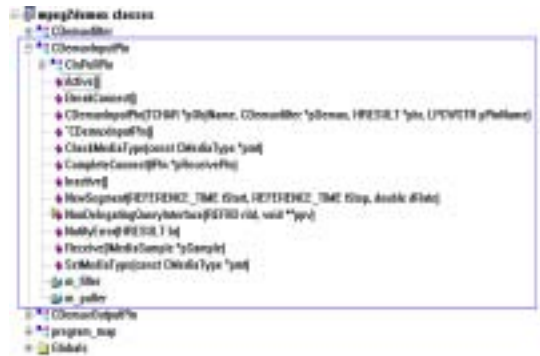 mpeg2demux classes
CDemuxFilter
CDemuxInputPin
CInPullPin
Active()
BreakConnect()
CDemuxInputPin(TCHAR *pObjName, CDemuxFilter *pDemux, HRESULT *phr, LPCWSTR pPinName)
~CDemuxInputPin()
CheckMediaType(const CMediaType *pmt)
CompleteConnect(IPin *pReceivePin)
Inactive()
NewSegment(REFERENCE_TIME tStart, REFERENCE_TIME tStop, double dRate)
NonDelegatingQueryInterface(REFIID riid, void **ppv)
NotifyError(HRESULT hr)
Receive(IMediaSample *pSample)
SetMediaType(const CMediaType *pmt)
m_filter
m_puller
CDemuxOutputPin
program_map
Globals